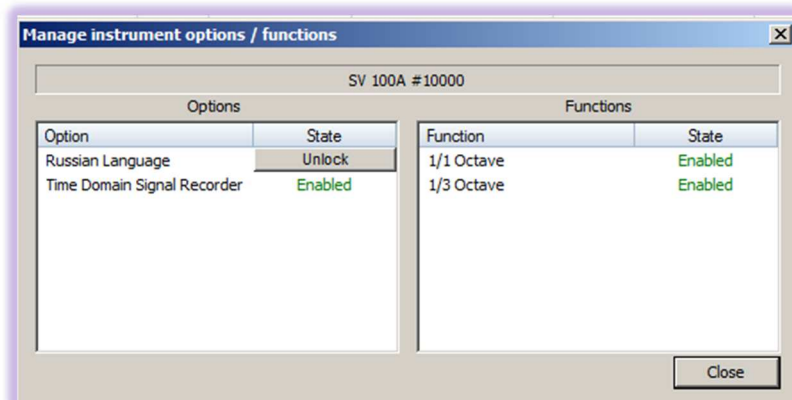 Manage instrument options / functions
SV 100A #10000
Options
Functions
Option State
Russian Language Unlock
Time Domain Signal Recorder Enabled
Function State
1/1 Octave Enabled
1/3 Octave Enabled
Close